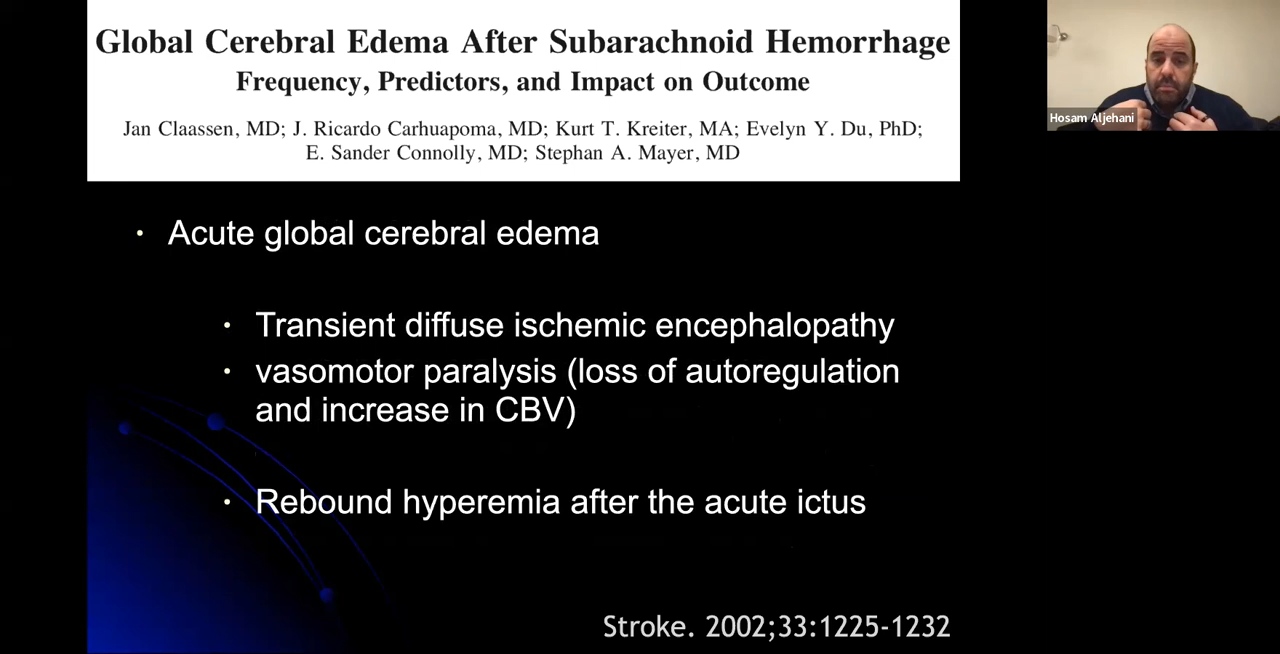 Global Cerebral Edema After Subarachnoid Hemorrhage
Frequency, Predictors, and Impact on Outcome
Jan Claassen, MD; J. Ricardo Carhuapoma, MD; Kurt T. Kreiter, MA; Evelyn Y. Du, PhD;
E. Sander Connolly, MD; Stephan A. Mayer, MD
Hosam Aljehani
• Acute global cerebral edema
• Transient diffuse ischemic encephalopathy
• vasomotor paralysis (loss of autoregulation
and increase in CBV)
• Rebound hyperemia after the acute ictus
Stroke. 2002;33:1225-1232